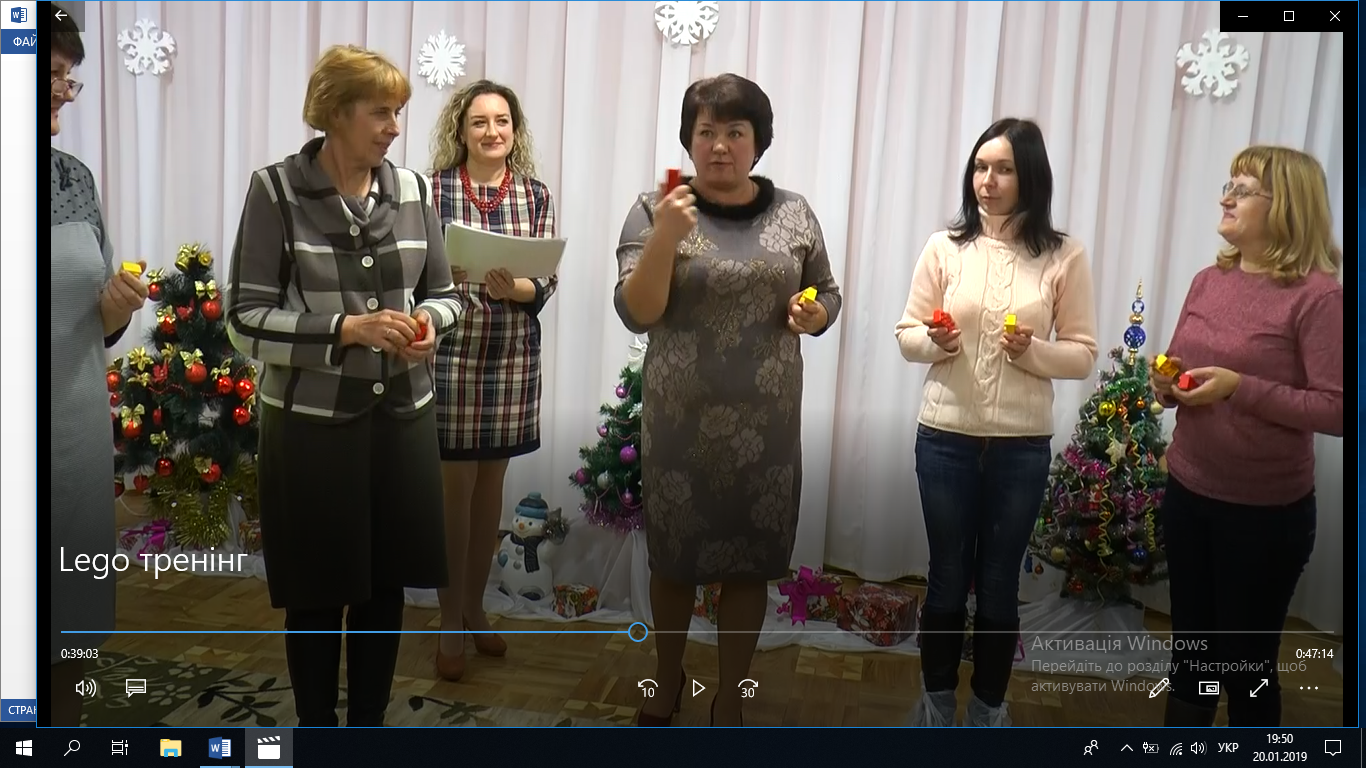 ФАЙ
Lego тренінг
0:39:03
0:47:14
10
30
Активація Windows
Перейдіть до розділу "Настройки", щоб
активувати Windows.
СТРАН
УКР
19:50
20.01.2019